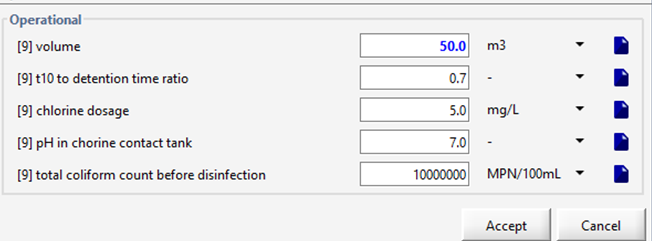 Operational
[9] volume 50.0 m3
[9] t10 to detention time ratio 0.7 -
[9] chlorine dosage 5.0 mg/L
[9] pH in chorine contact tank 7.0 -
[9] total coliform count before disinfection 10000000 MPN/100mL
Accept Cancel